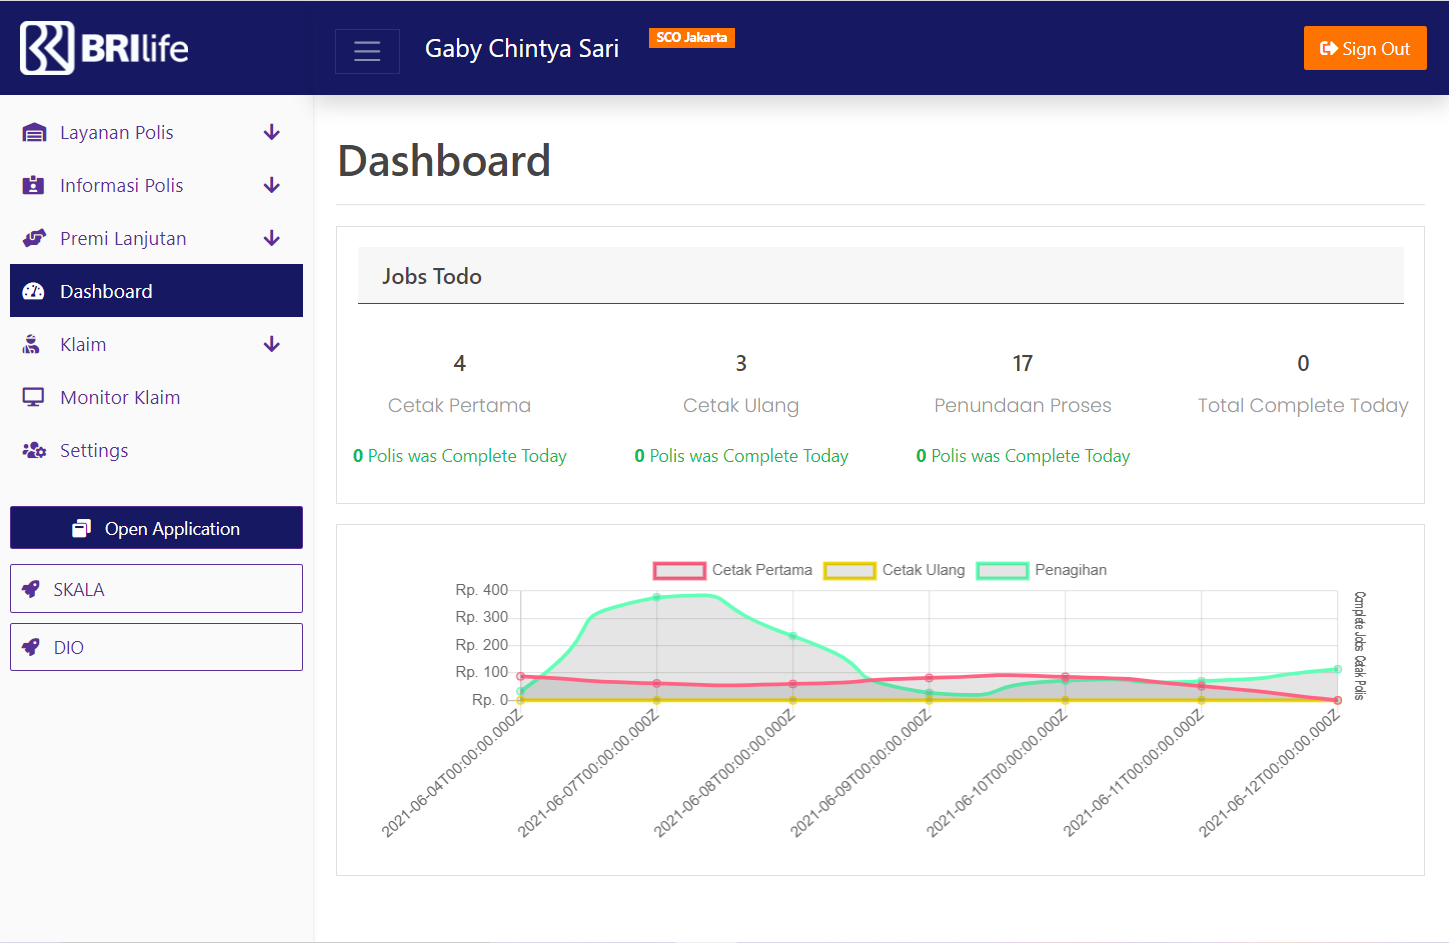 BRIlife
Gaby Chintya Sari
SCO Jakarta
Sign Out
Layanan Polis
Informasi Polis
Premi Lanjutan
Dashboard
Klaim
Monitor Klaim
Settings
Open Application
SKALA
DIO
Dashboard
Jobs Todo
4
Cetak Pertama
0 Polis was Complete Today
3
Cetak Ulang
0 Polis was Complete Today
17
Penundaan Proses
0 Polis was Complete Today
0
Total Complete Today
Cetak Pertama
Cetak Ulang
Penagihan
Rp. 400
Rp. 300
Rp. 200
Rp. 100
Rp. 0
2021-06-04T00:00:00.000Z
2021-06-07T00:00:00.000Z
2021-06-08T00:00:00.000Z
2021-06-09T00:00:00.000Z
2021-06-10T00:00:00.000Z
2021-06-11T00:00:00.000Z
2021-06-12T00:00:00.000Z
Complete Jobs Cetak Polis